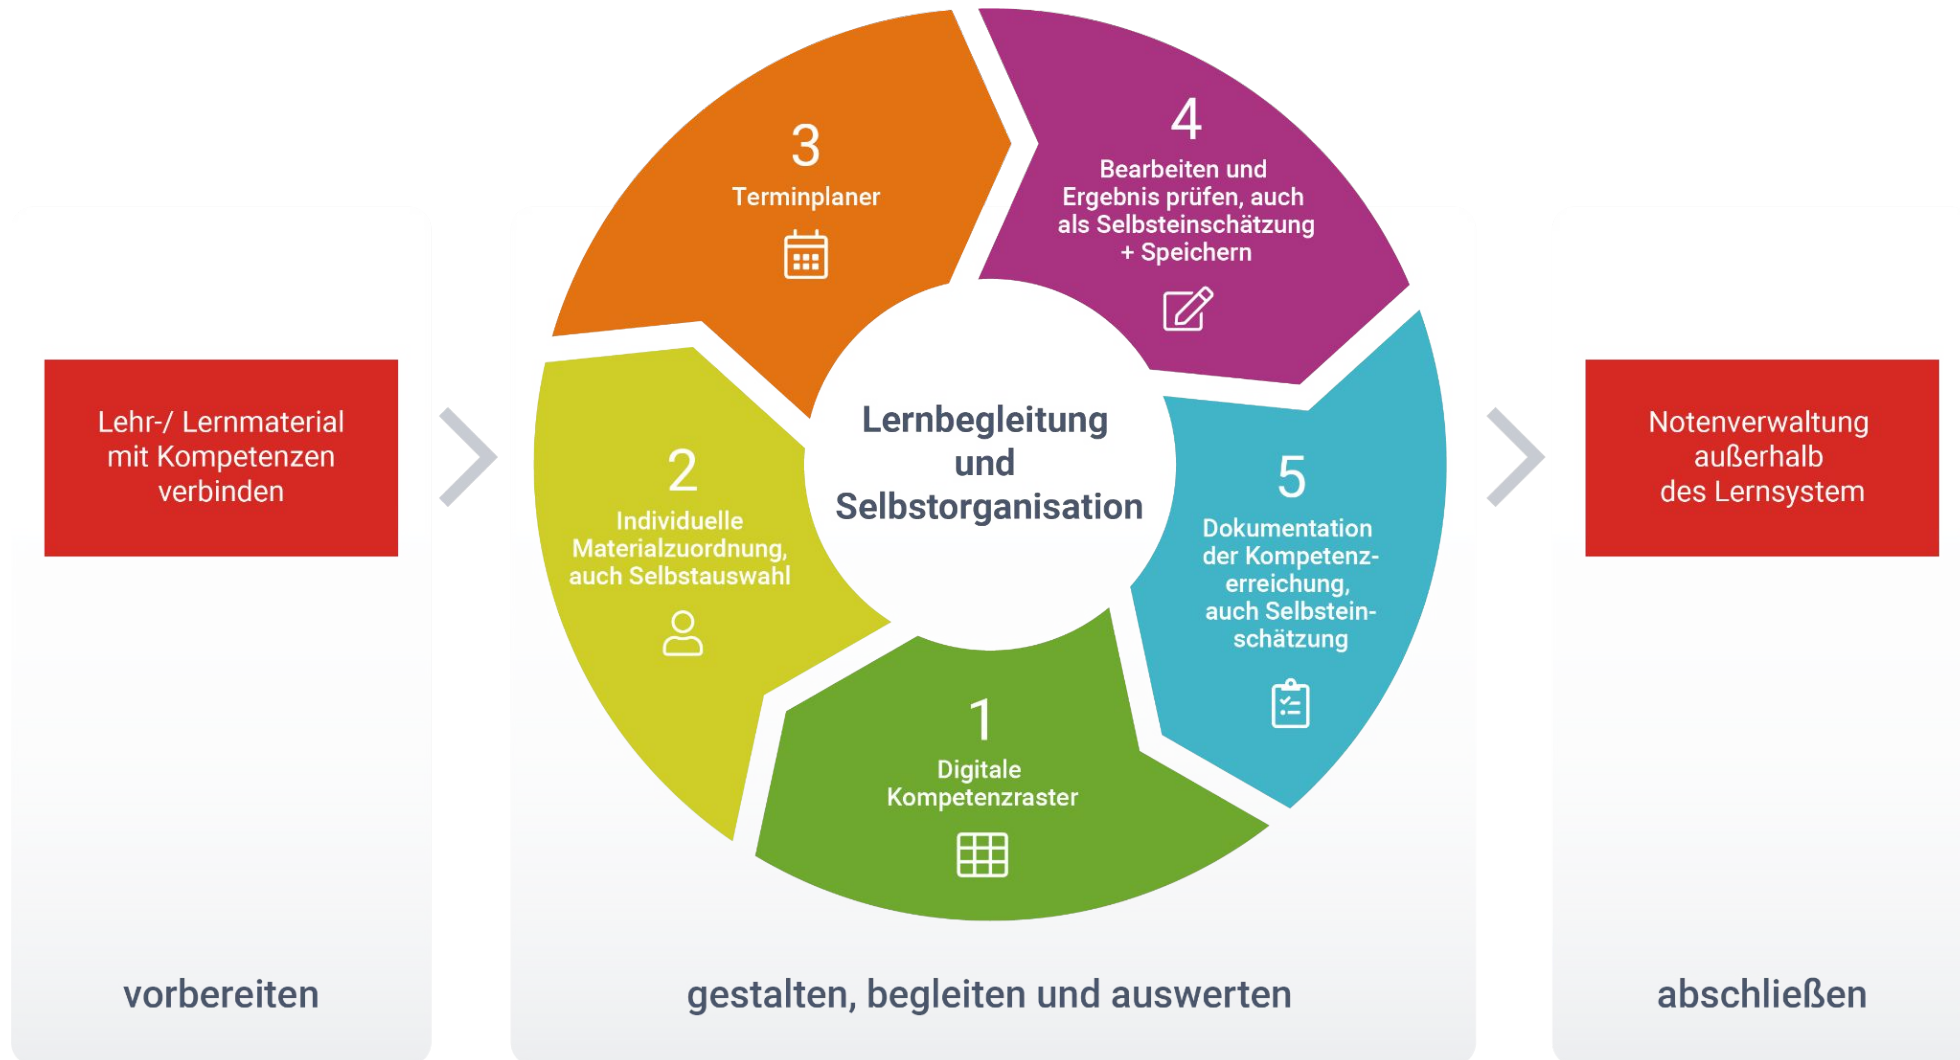 Lehr-/ Lernmaterial
mit Kompetenzen
verbinden
vorbereiten
Lernbegleitung
und
Selbstorganisation
1
Digitale
Kompetenzraster
2
Individuelle
Materialzuordnung,
auch Selbstauswahl
3
Terminplaner
4
Bearbeiten und
Ergebnis prüfen, auch
als Selbsteinschätzung
+ Speichern
5
Dokumentation
der Kompetenz-
erreichung,
auch Selbstein-
schätzung
gestalten, begleiten und auswerten
Notenverwaltung
außerhalb
des Lernsystem
abschließen